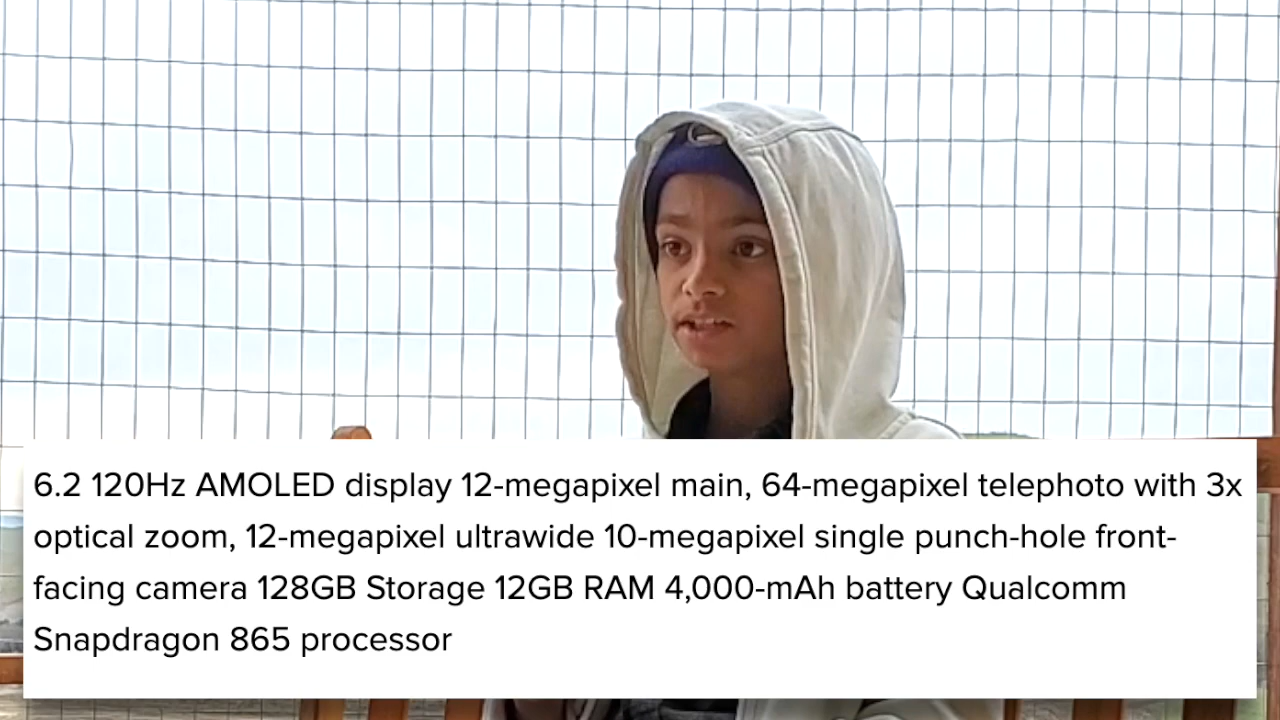 6.2 120Hz AMOLED display 12-megapixel main, 64-megapixel telephoto with 3x
optical zoom, 12-megapixel ultrawide 10-megapixel single punch-hole front-
facing camera 128GB Storage 12GB RAM 4,000-mAh battery Qualcomm
Snapdragon 865 processor